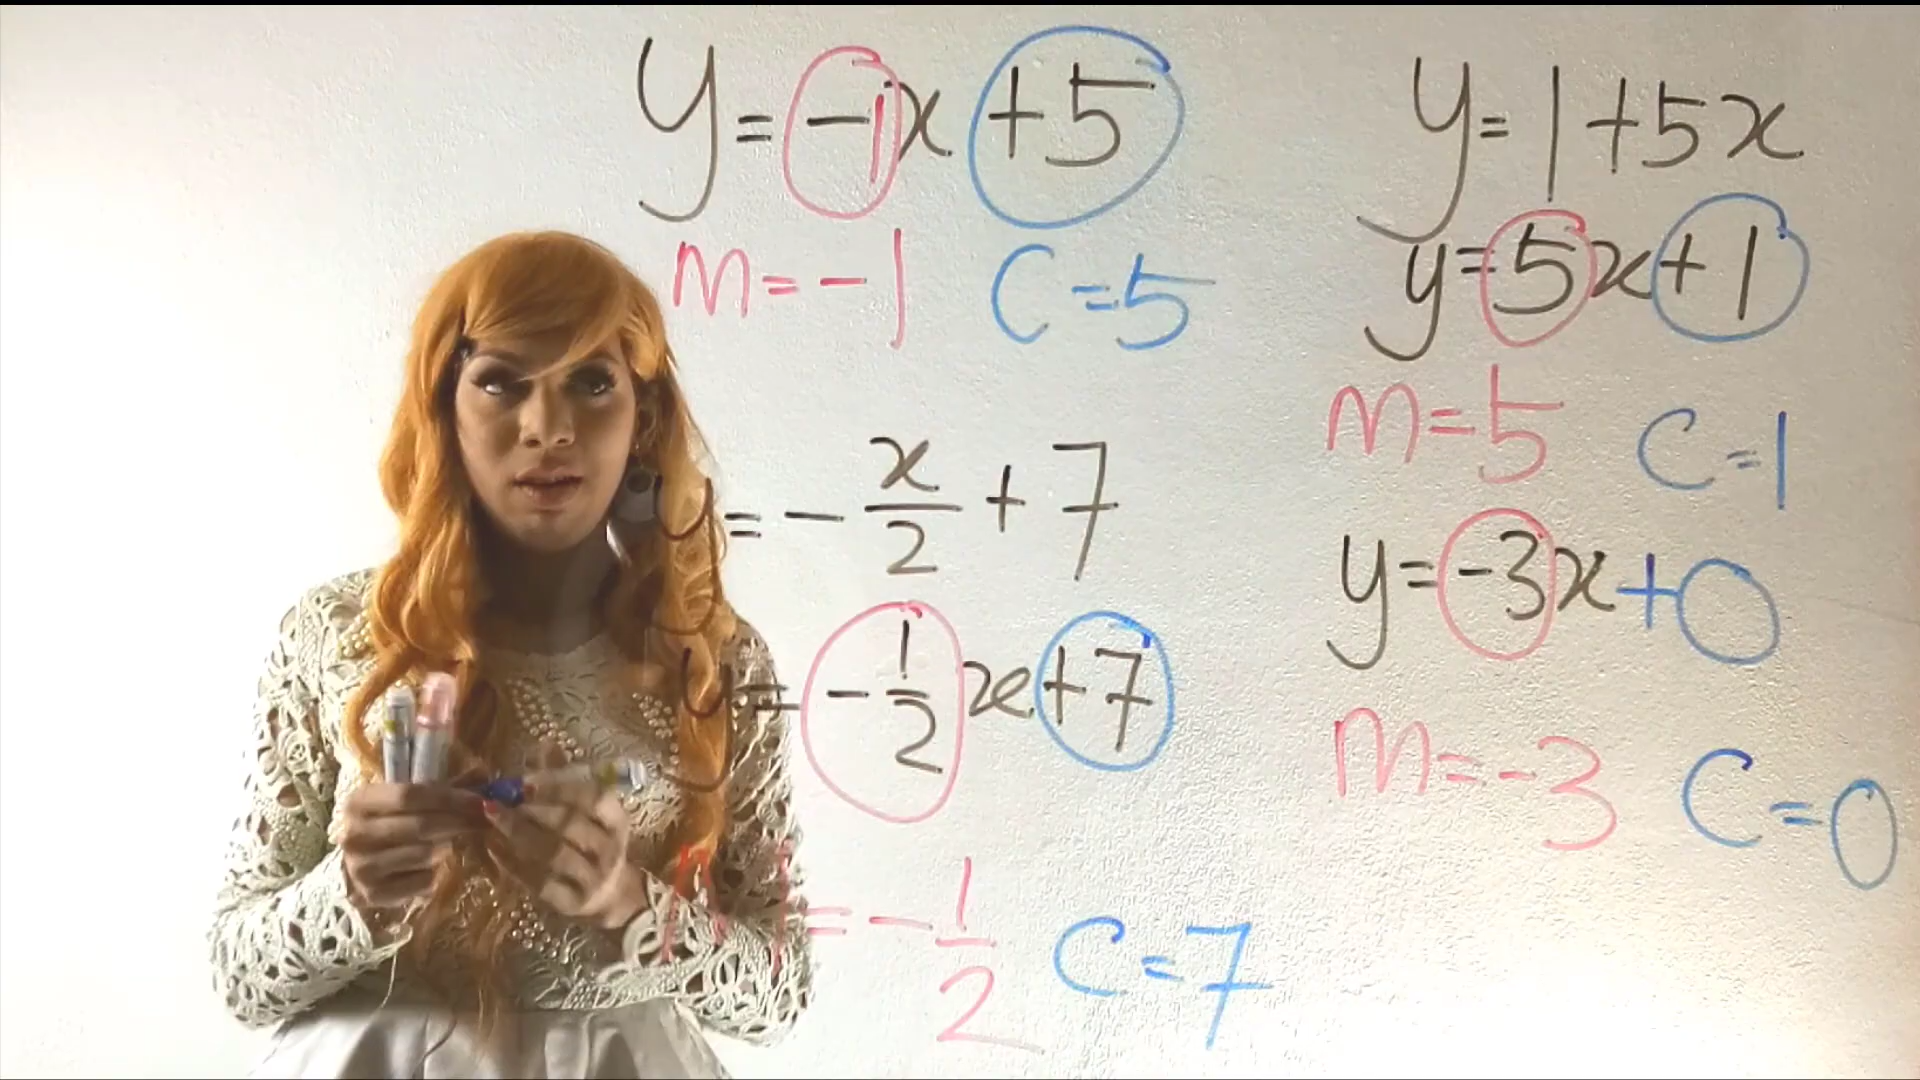 y = -1x +5
m = -1 c = 5
y = -x/2 + 7
y = -1/2 x +7
m = -1/2 c = 7
y = 1 + 5x
y = 5x + 1
m = 5 c = 1
y = -3x + 0
m = -3 c = 0